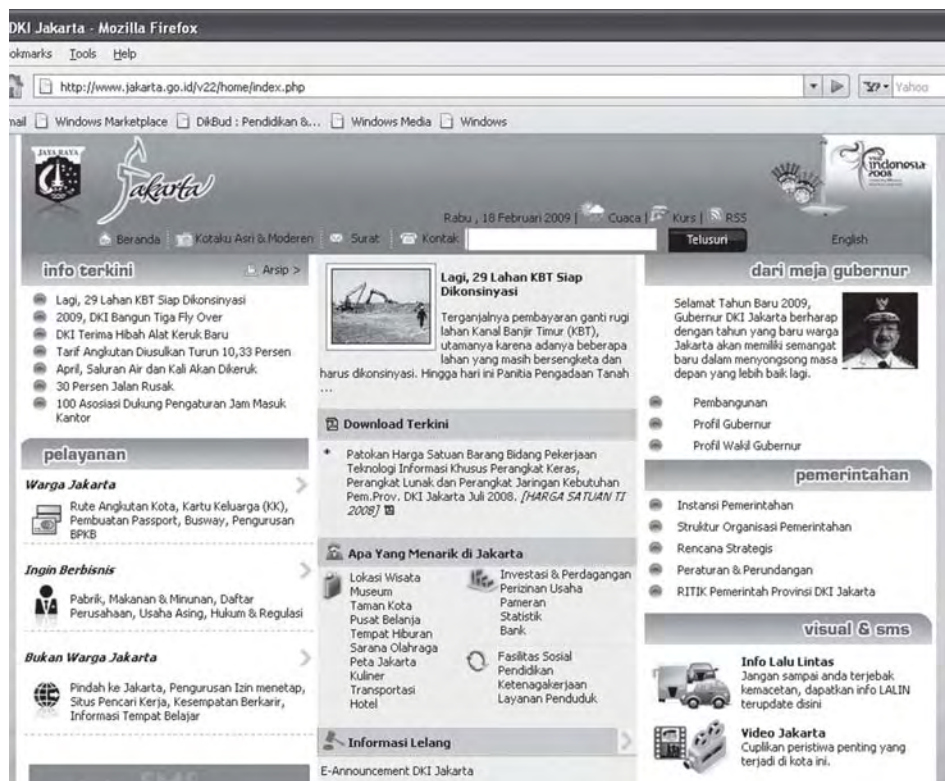 DKI Jakarta - Mozilla Firefox
okmarks Tools Help
http://www.jakarta.go.id/v22/home/index.php
Yahoo
nail Windows Marketplace DikBud : Pendidikan &... Windows Media Windows
JAYA RAYA
Jakarta
visit
indonesia
2008
Rabu , 18 Februari 2009 | Cuaca | Kurs | RSS
Beranda Kotaku Asri & Moderen Surat Kontak Telusuri English
info terkini
Arsip >
Lagi, 29 Lahan KBT Siap Dikonsinyasi
2009, DKI Bangun Tiga Fly Over
DKI Terima Hibah Alat Keruk Baru
Tarif Angkutan Diusulkan Turun 10,33 Persen
April, Saluran Air dan Kali Akan Dikeruk
30 Persen Jalan Rusak
100 Asosiasi Dukung Pengaturan Jam Masuk
Kantor
pelayanan
Warga Jakarta
Rute Angkutan Kota, Kartu Keluarga (KK),
Pembuatan Passport, Busway, Pengurusan
BPKB
Ingin Berbisnis
Pabrik, Makanan & Minunan, Daftar
Perusahaan, Usaha Asing, Hukum & Regulasi
Bukan Warga Jakarta
Pindah ke Jakarta, Pengurusan Izin menetap,
Situs Pencari Kerja, Kesempatan Berkarir,
Informasi Tempat Belajar
SMS
Lagi, 29 Lahan KBT Siap
Dikonsinyasi
Terganjalnya pembayaran ganti rugi
lahan Kanal Banjir Timur (KBT),
utamanya karena adanya beberapa
lahan yang masih bersengketa dan
harus dikonsinyasi. Hingga hari ini Panitia Pengadaan Tanah
...
Download Terkini
Patokan Harga Satuan Barang Bidang Pekerjaan
Teknologi Informasi Khusus Perangkat Keras,
Perangkat Lunak dan Perangkat Jaringan Kebutuhan
Pem.Prov. DKI Jakarta Juli 2008. [HARGA SATUAN TI
2008]
Apa Yang Menarik di Jakarta
Lokasi Wisata
Museum
Taman Kota
Pusat Belanja
Tempat Hiburan
Sarana Olahraga
Peta Jakarta
Kuliner
Transportasi
Hotel
Investasi & Perdagangan
Perizinan Usaha
Pameran
Statistik
Bank
Fasilitas Sosial
Pendidikan
Ketenagakerjaan
Layanan Penduduk
Informasi Lelang
E-Announcement DKI Jakarta
dari meja gubernur
Selamat Tahun Baru 2009,
Gubernur DKI Jakarta berharap
dengan tahun yang baru warga
Jakarta akan memiliki semangat
baru dalam menyongsong masa
depan yang lebih baik lagi.
Pembangunan
Profil Gubernur
Profil Wakil Gubernur
pemerintahan
Instansi Pemerintahan
Struktur Organisasi Pemerintahan
Rencana Strategis
Peraturan & Perundangan
RITIK Pemerintah Provinsi DKI Jakarta
visual & sms
Info Lalu Lintas
Jangan sampai anda terjebak
kemacetan, dapatkan info LALIN
terupdate disini
Video Jakarta
Cuplikan peristiwa penting yang
terjadi di kota ini.